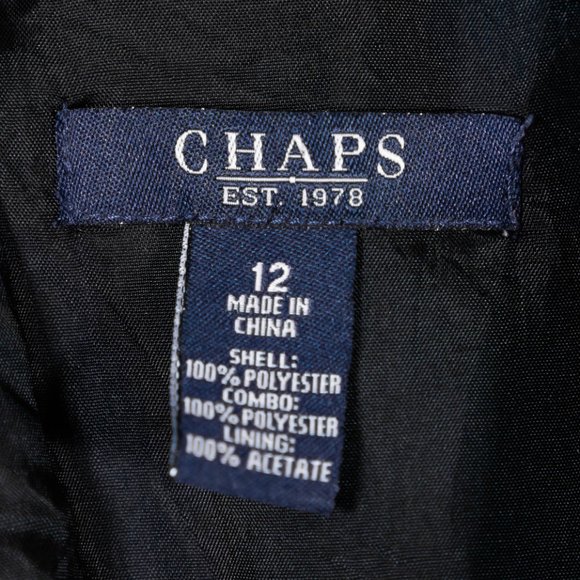 CHAPS
EST. 1978
12
MADE IN
CHINA
SHELL:
100% POLYESTER
COMBO:
100% POLYESTER
LINING:
100% ACETATE